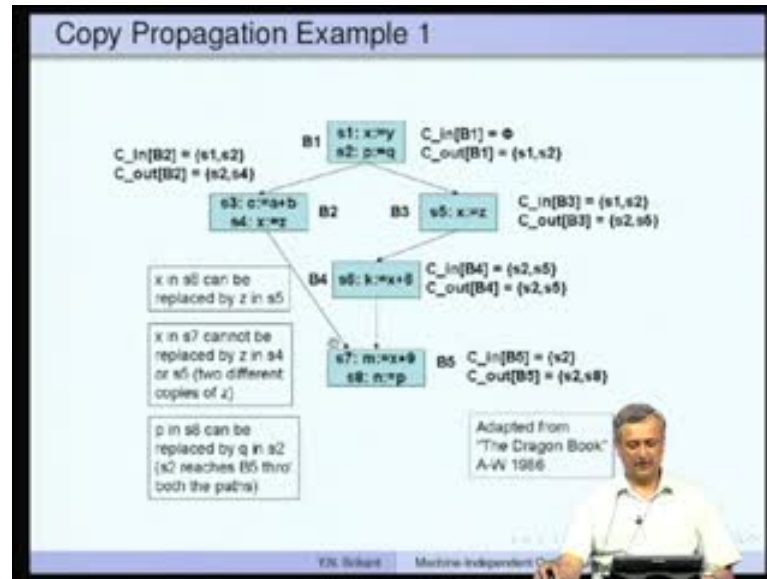 Copy Propagation Example 1
B1
s1: x:=y
s2: p:=q
C_in[B1] = Φ
C_out[B1] = {s1,s2}
C_in[B2] = {s1,s2}
C_out[B2] = {s2,s4}
s3: c:=a+b
s4: x:=z
B2
B3
s5: x:=z
C_in[B3] = {s1,s2}
C_out[B3] = {s2,s5}
B4
s6: k:=x+6
C_in[B4] = {s2,s5}
C_out[B4] = {s2,s5}
x in s6 can be
replaced by z in s5
x in s7 cannot be
replaced by z in s4
or s5 (two different
copies of z)
s7: m:=x+9
s8: n:=p
B5
C_in[B5] = {s2}
C_out[B5] = {s2,s8}
p in s8 can be
replaced by q in s2
(s2 reaches B5 thro'
both the paths)
Adapted from
"The Dragon Book"
A-W 1986
Y.N. Srikant
Machine-Independent